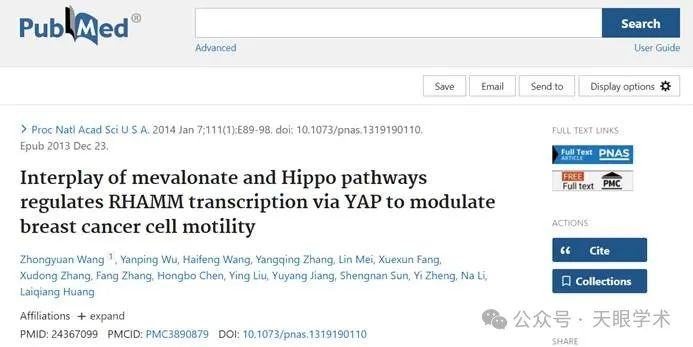 PubMed®
Search
Advanced
User Guide
Save
Email
Send to
Display options
Proc Natl Acad Sci U S A. 2014 Jan 7;111(1):E89-98. doi: 10.1073/pnas.1319190110.
Epub 2013 Dec 23.
Interplay of mevalonate and Hippo pathways
regulates RHAMM transcription via YAP to modulate
breast cancer cell motility
Zhongyuan Wang 1, Yanping Wu, Haifeng Wang, Yangqing Zhang, Lin Mei, Xuexun Fang,
Xudong Zhang, Fang Zhang, Hongbo Chen, Ying Liu, Yuyang Jiang, Shengnan Sun, Yi Zheng, Na Li,
Laiqiang Huang
Affiliations + expand
PMID: 24367099 PMCID: PMC3890879 DOI: 10.1073/pnas.1319190110
FULL TEXT LINKS
Full Text
ARTICLE
PNAS
FREE
Full text
PMC
ACTIONS
Cite
Collections
SHARE
公众号 · 天眼学术